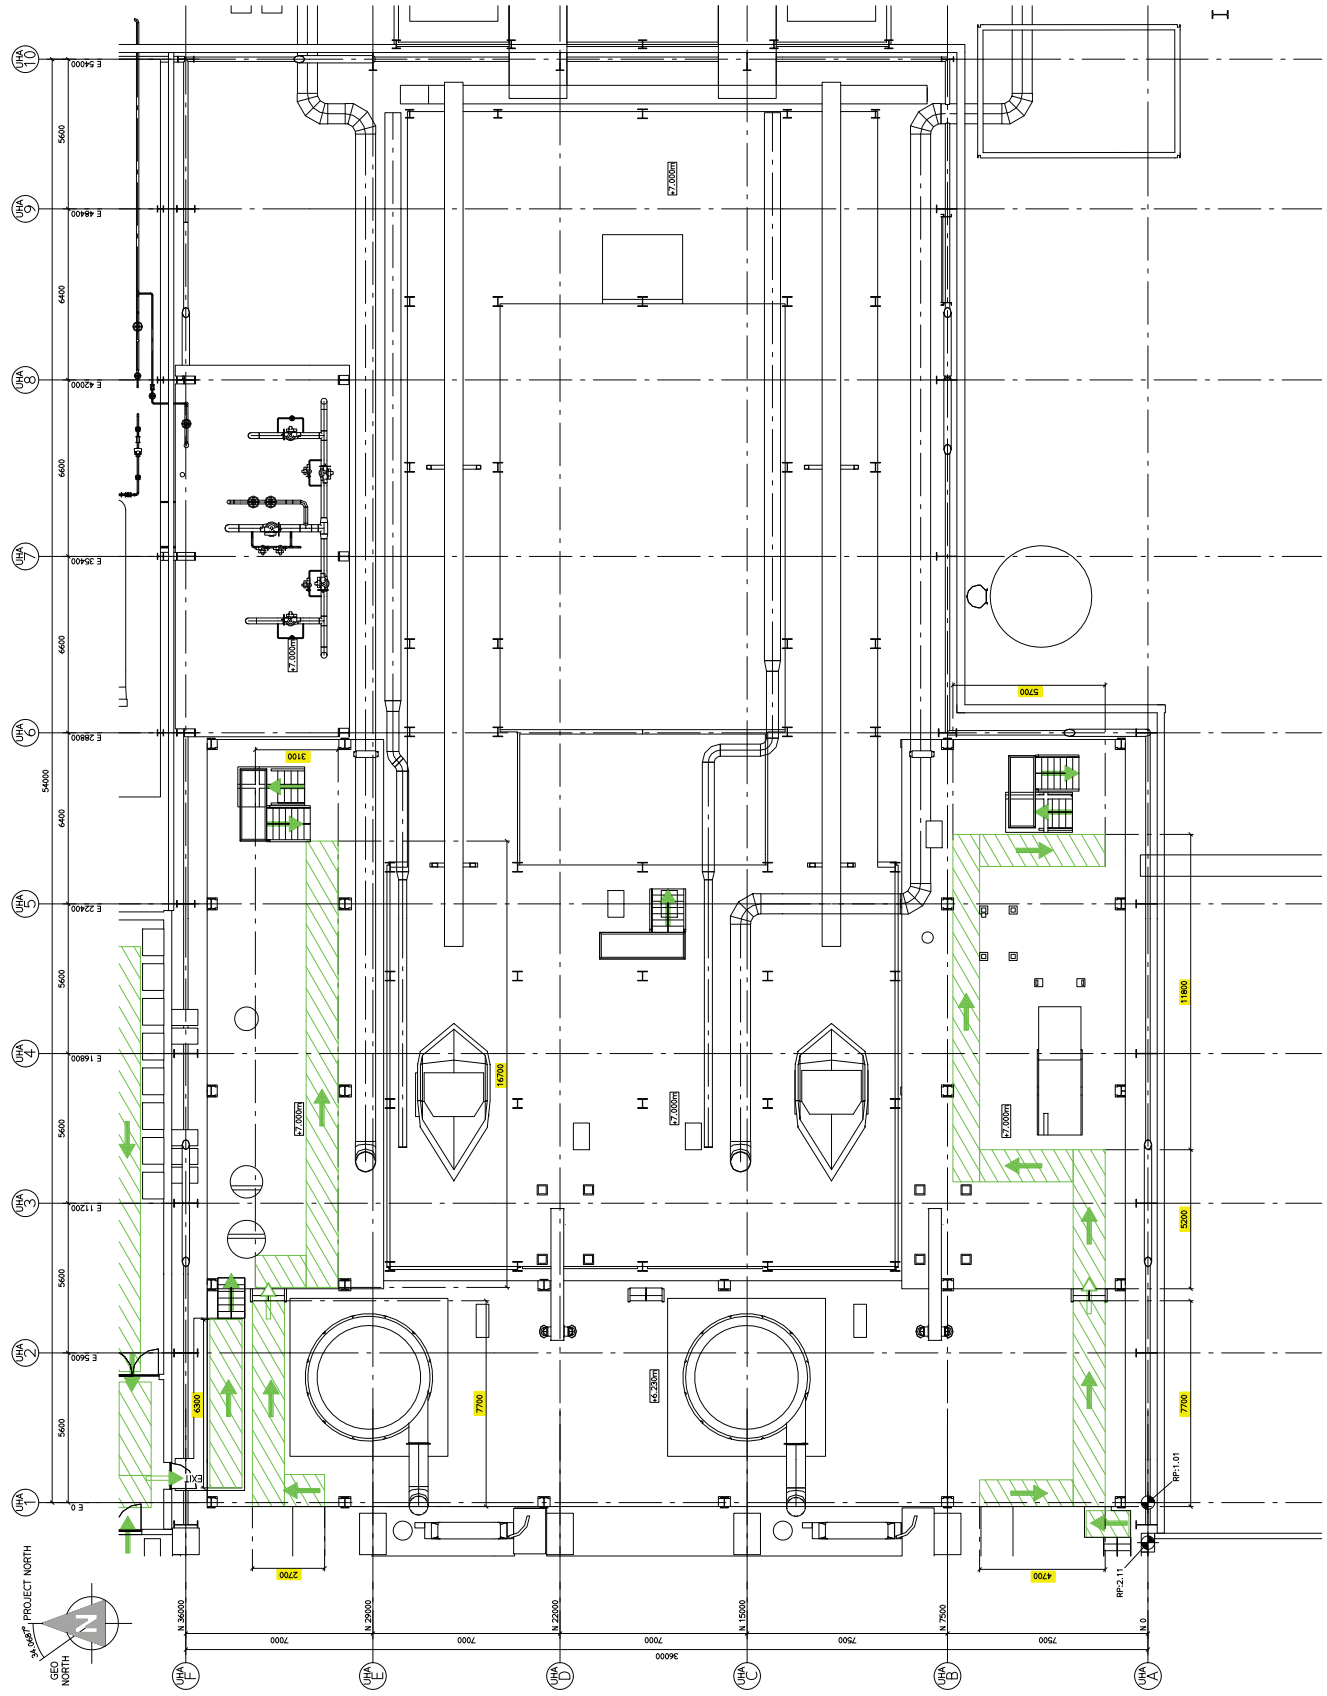 UHA
10
E 54000
5600
+7.000m
UHA
9
E 48400
6400
UHA
8
E 42000
6600
UHA
7
E 35400
6600
+7.000m
5700
UHA
6
E 28800
3100
54000
6400
UHA
5
E 22400
5600
11800
UHA
4
E 16800
16700
+7.000m
+7.000m
+7.000m
5600
UHA
3
E 11200
5200
5600
UHA
2
E 5600
6300
7700
+6.230m
7700
5600
EXIT
RP:1.01
UHA
1
E 0
2700
4700
RP:2.11
34.0687°
PROJECT NORTH
GEO
NORTH
N
N 36000
N 29000
N 22000
N 15000
N 7500
N 0
7000
7000
7000
7500
7500
36000
UHA
F
UHA
E
UHA
D
UHA
C
UHA
B
UHA
A